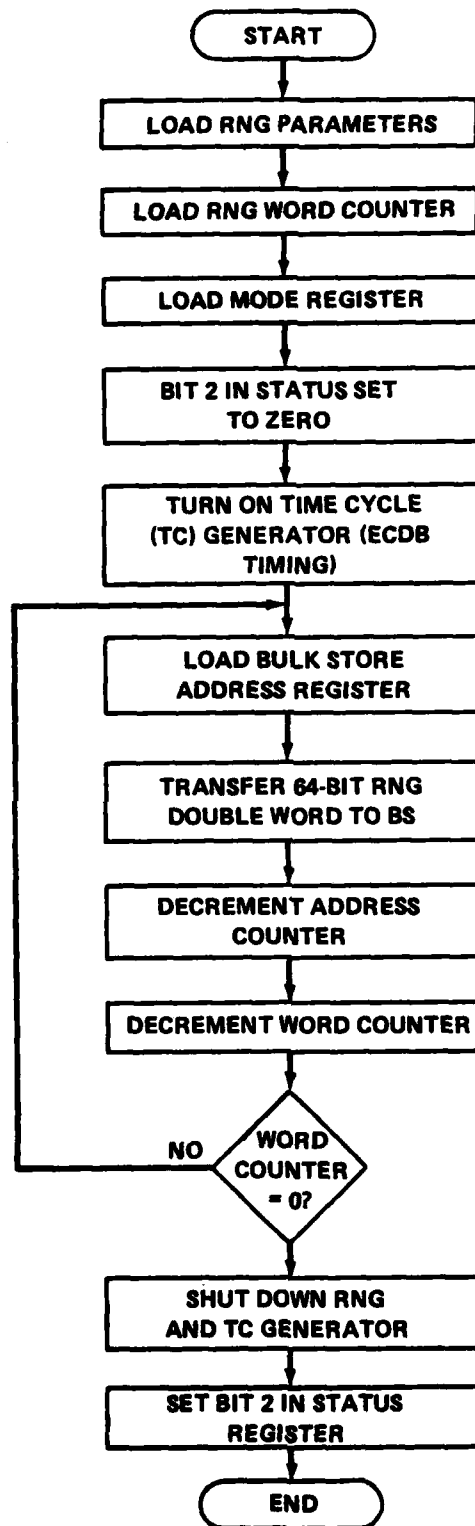 START
LOAD RNG PARAMETERS
LOAD RNG WORD COUNTER
LOAD MODE REGISTER
BIT 2 IN STATUS SET
TO ZERO
TURN ON TIME CYCLE
(TC) GENERATOR (ECDB
TIMING)
LOAD BULK STORE
ADDRESS REGISTER
TRANSFER 64-BIT RNG
DOUBLE WORD TO BS
DECREMENT ADDRESS
COUNTER
DECREMENT WORD COUNTER
NO
WORD
COUNTER
= 0?
SHUT DOWN RNG
AND TC GENERATOR
SET BIT 2 IN STATUS
REGISTER
END